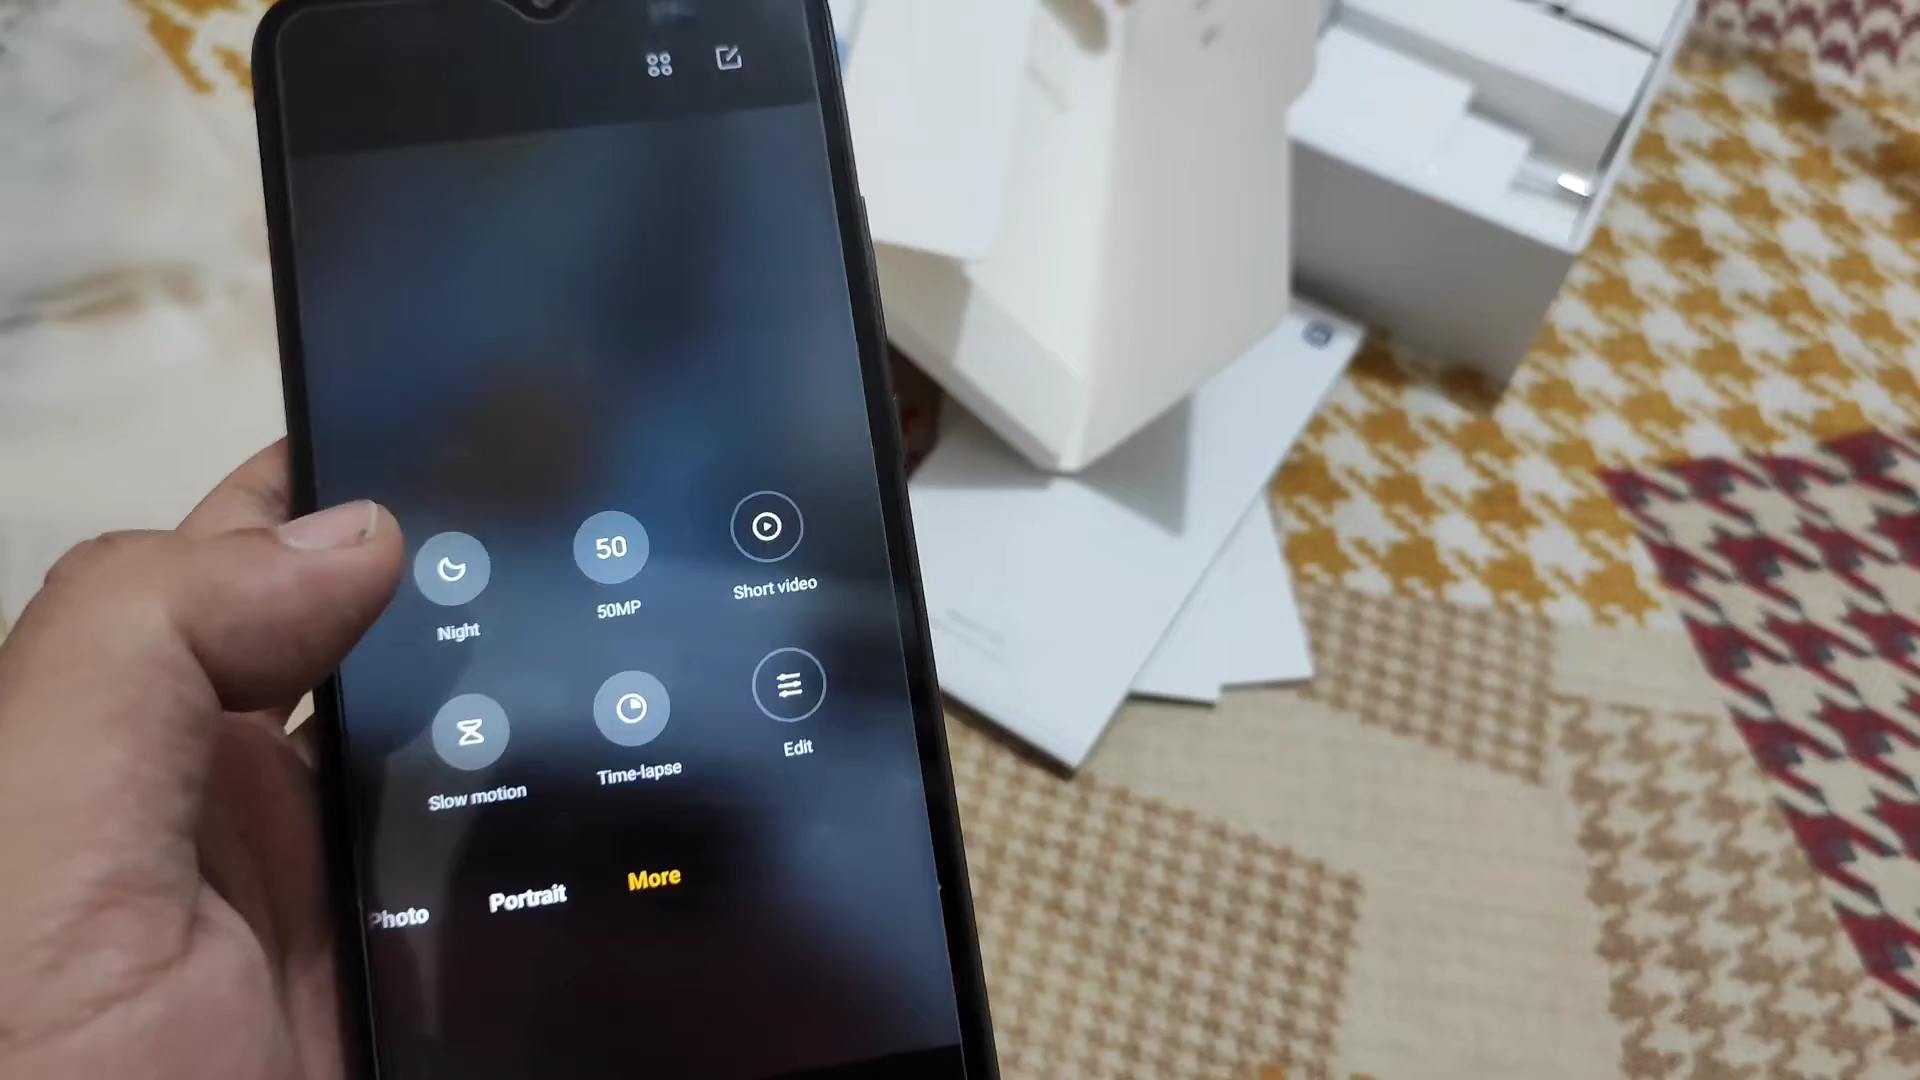 50
Night
50MP
Short video
Slow motion
Time-lapse
Edit
Photo
Portrait
More